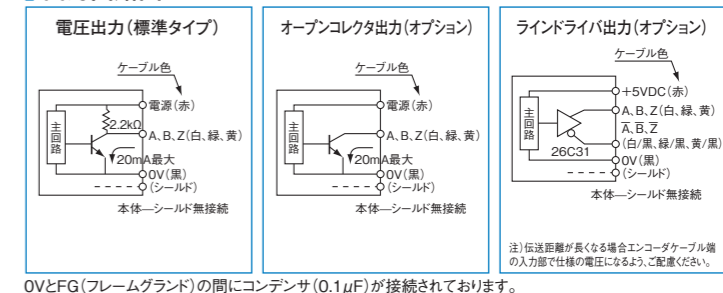 電圧出力(標準タイプ)
ケーブル色
主回路
電源(赤)
2.2kΩ
A、B、Z(白、緑、黄)
20mA最大
0V(黒)
(シールド)
本体―シールド無接続
オープンコレクタ出力(オプション)
ケーブル色
主回路
電源(赤)
A、B、Z(白、緑、黄)
20mA最大
0V(黒)
(シールド)
本体―シールド無接続
ラインドライバ出力(オプション)
ケーブル色
主回路
+5VDC(赤)
A、B、Z(白、緑、黄)
A̅、B̅、Z̅
(白/黒、緑/黒、黄/黒)
26C31
0V(黒)
(シールド)
本体―シールド無接続
注)伝送距離が長くなる場合エンコーダケーブル端
の入力部で仕様の電圧になるよう、ご配慮ください。
0VとFG(フレームグランド)の間にコンデンサ(0.1μF)が接続されております。